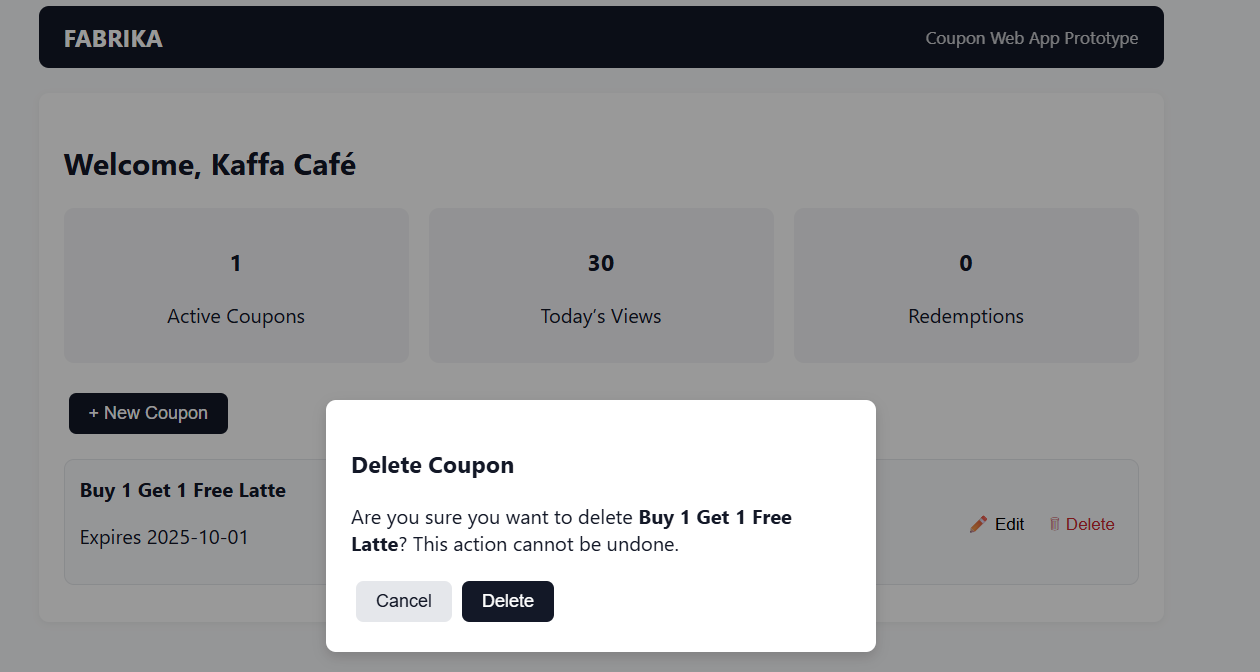 FABRIKA
Coupon Web App Prototype
Welcome, Kaffa Café
1
Active Coupons
30
Today’s Views
0
Redemptions
+ New Coupon
Buy 1 Get 1 Free Latte
Expires 2025-10-01
Edit
Delete
Delete Coupon
Are you sure you want to delete Buy 1 Get 1 Free
Latte? This action cannot be undone.
Cancel
Delete